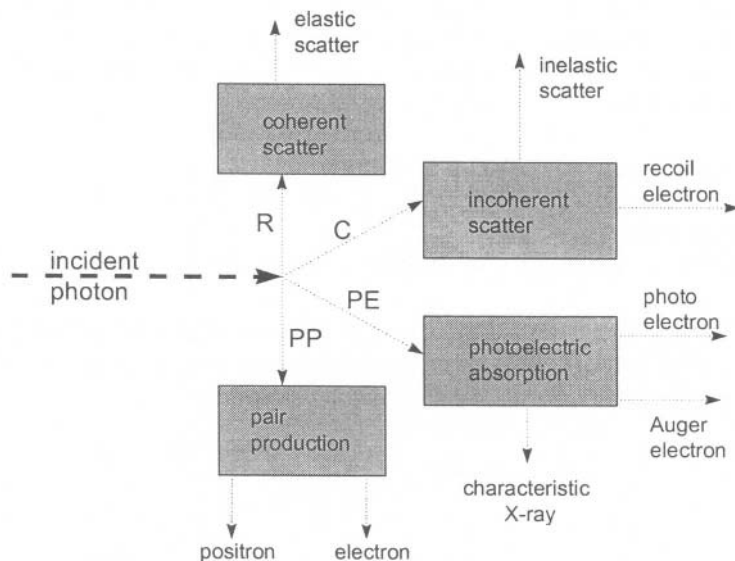 elastic
scatter
inelastic
scatter
coherent
scatter
recoil
electron
incoherent
scatter
R
C
incident
photon
PE
photo
electron
PP
photoelectric
absorption
pair
production
Auger
electron
characteristic
X-ray
positron
electron